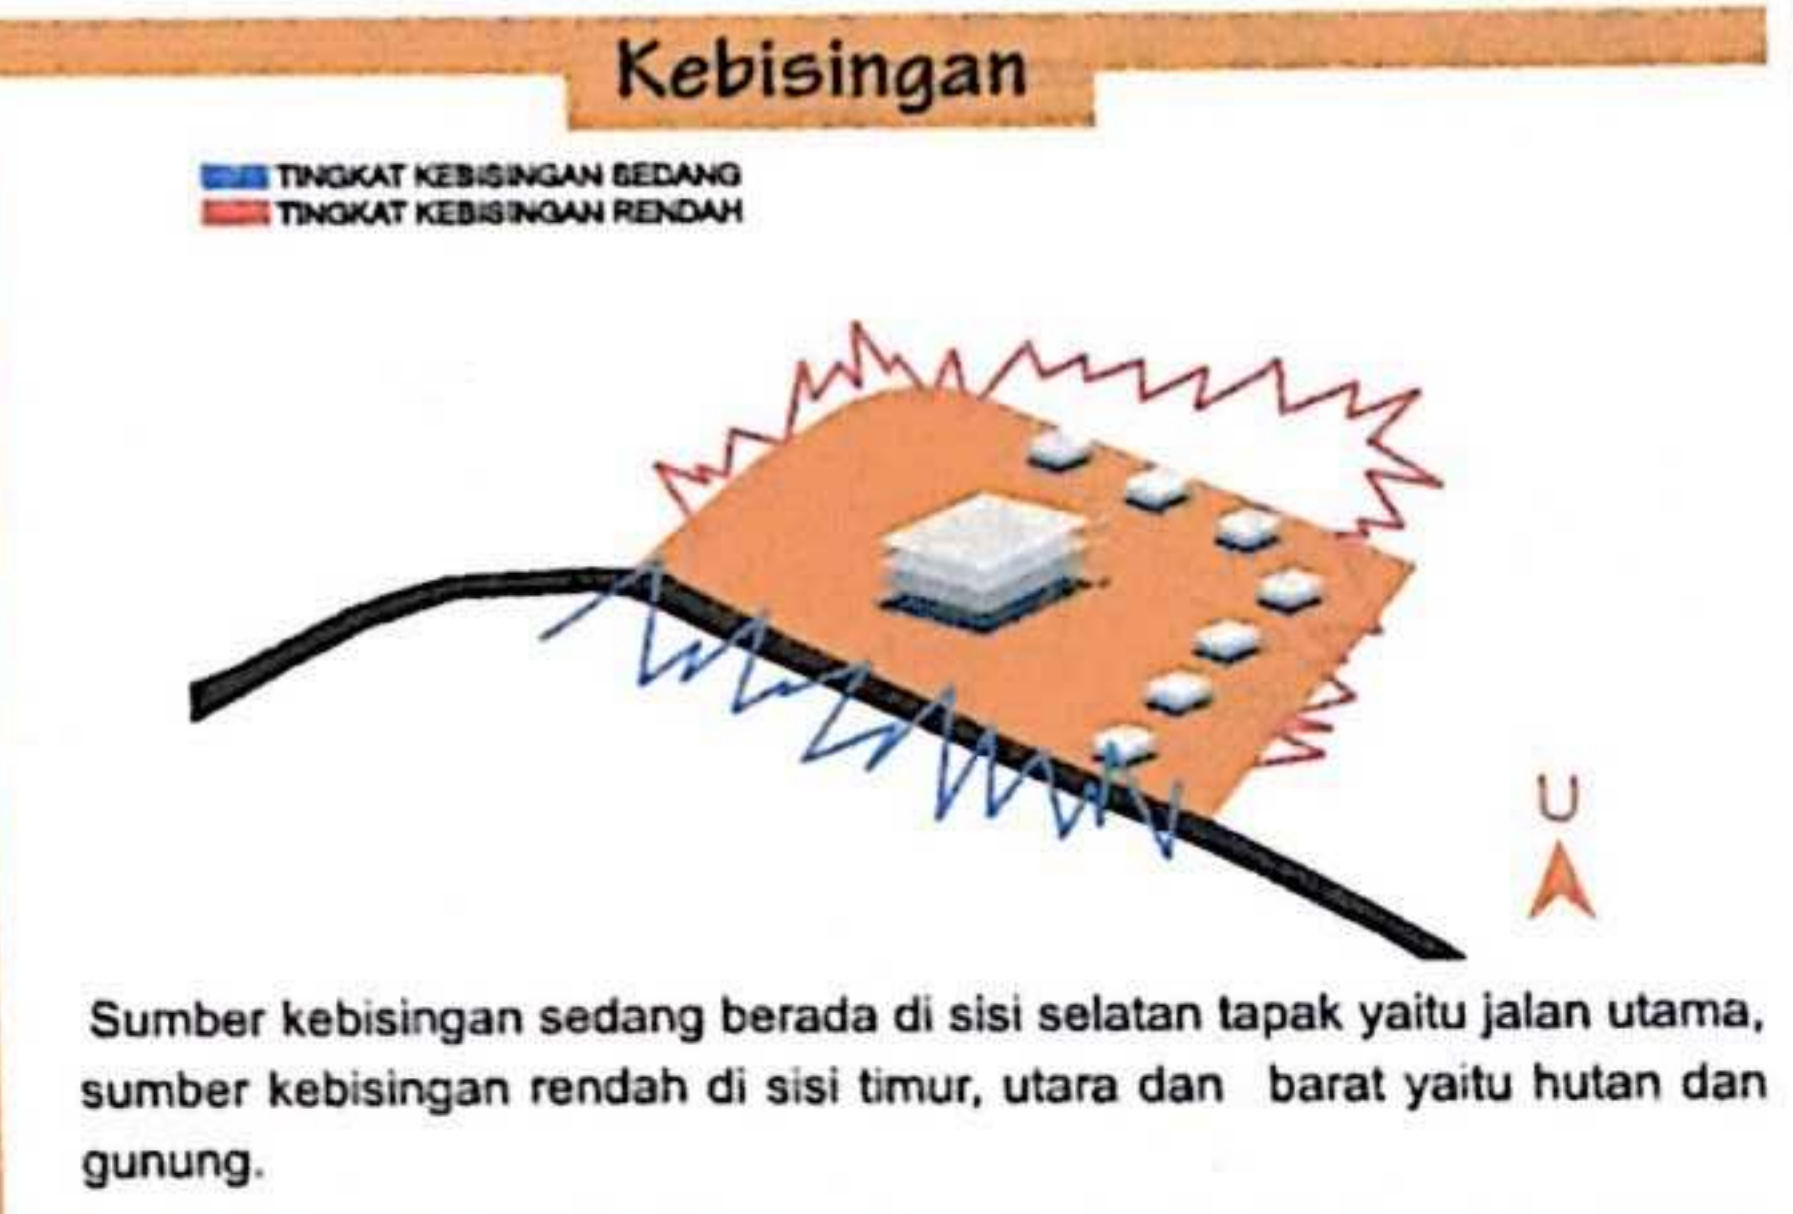 Kebisingan
TINGKAT KEBISINGAN SEDANG
TINGKAT KEBISINGAN RENDAH
U
Sumber kebisingan sedang berada di sisi selatan tapak yaitu jalan utama,
sumber kebisingan rendah di sisi timur, utara dan barat yaitu hutan dan
gunung.